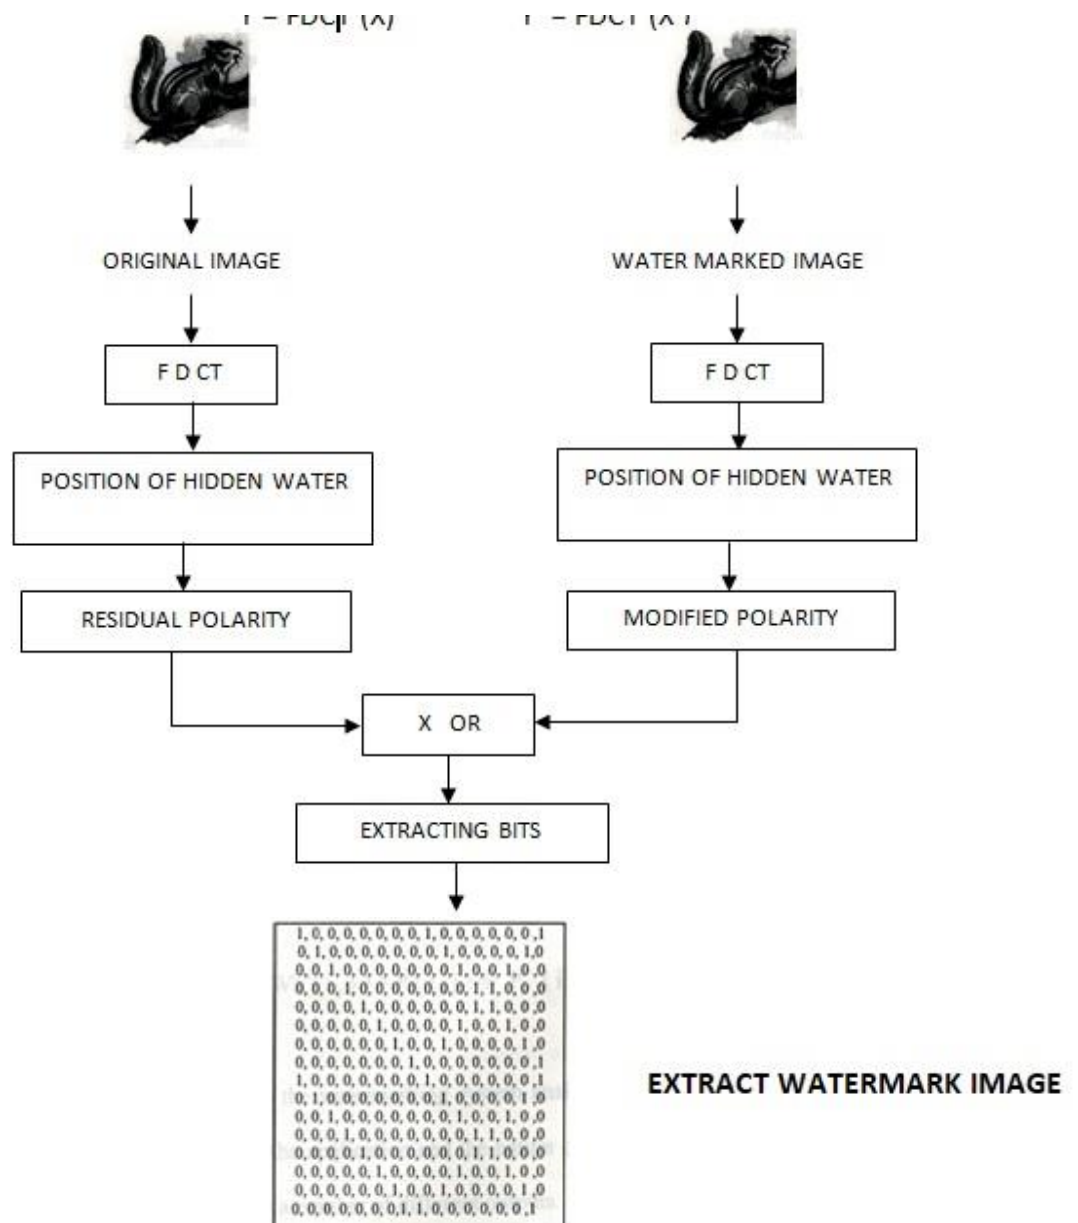 = FDCT (X)
= FDCT (X
ORIGINAL IMAGE
WATER MARKED IMAGE
F D CT
F D CT
POSITION OF HIDDEN WATER
POSITION OF HIDDEN WATER
RESIDUAL POLARITY
MODIFIED POLARITY
X OR
EXTRACTING BITS
1, 0, 0, 0, 0, 0, 0, 0, 1, 0, 0, 0, 0, 0, 0 ,1
0, 1, 0, 0, 0, 0, 0, 0, 0, 1, 0, 0, 0, 0, 1 ,0
0, 0, 1, 0, 0, 0, 0, 0, 0, 0, 1, 0, 0, 1, 0 ,0
0, 0, 0, 1, 0, 0, 0, 0, 0, 0, 0, 1, 1, 0, 0 ,0
0, 0, 0, 0, 1, 0, 0, 0, 0, 0, 0, 1, 1, 0, 0 ,0
0, 0, 0, 0, 0, 1, 0, 0, 0, 0, 1, 0, 0, 1, 0 ,0
0, 0, 0, 0, 0, 0, 1, 0, 0, 1, 0, 0, 0, 0, 1 ,0
0, 0, 0, 0, 0, 0, 0, 1, 0, 0, 0, 0, 0, 0, 0 ,1
1, 0, 0, 0, 0, 0, 0, 0, 1, 0, 0, 0, 0, 0, 0 ,1
0, 1, 0, 0, 0, 0, 0, 0, 0, 1, 0, 0, 0, 0, 1 ,0
0, 0, 1, 0, 0, 0, 0, 0, 0, 0, 1, 0, 0, 1, 0 ,0
0, 0, 0, 1, 0, 0, 0, 0, 0, 0, 0, 1, 1, 0, 0 ,0
0, 0, 0, 0, 1, 0, 0, 0, 0, 0, 0, 1, 1, 0, 0 ,0
0, 0, 0, 0, 0, 1, 0, 0, 0, 0, 1, 0, 0, 1, 0 ,0
0, 0, 0, 0, 0, 0, 1, 0, 0, 1, 0, 0, 0, 0, 1 ,0
0, 0, 0, 0, 0, 0, 0, 1, 1, 0, 0, 0, 0, 0, 0 ,1
EXTRACT WATERMARK IMAGE